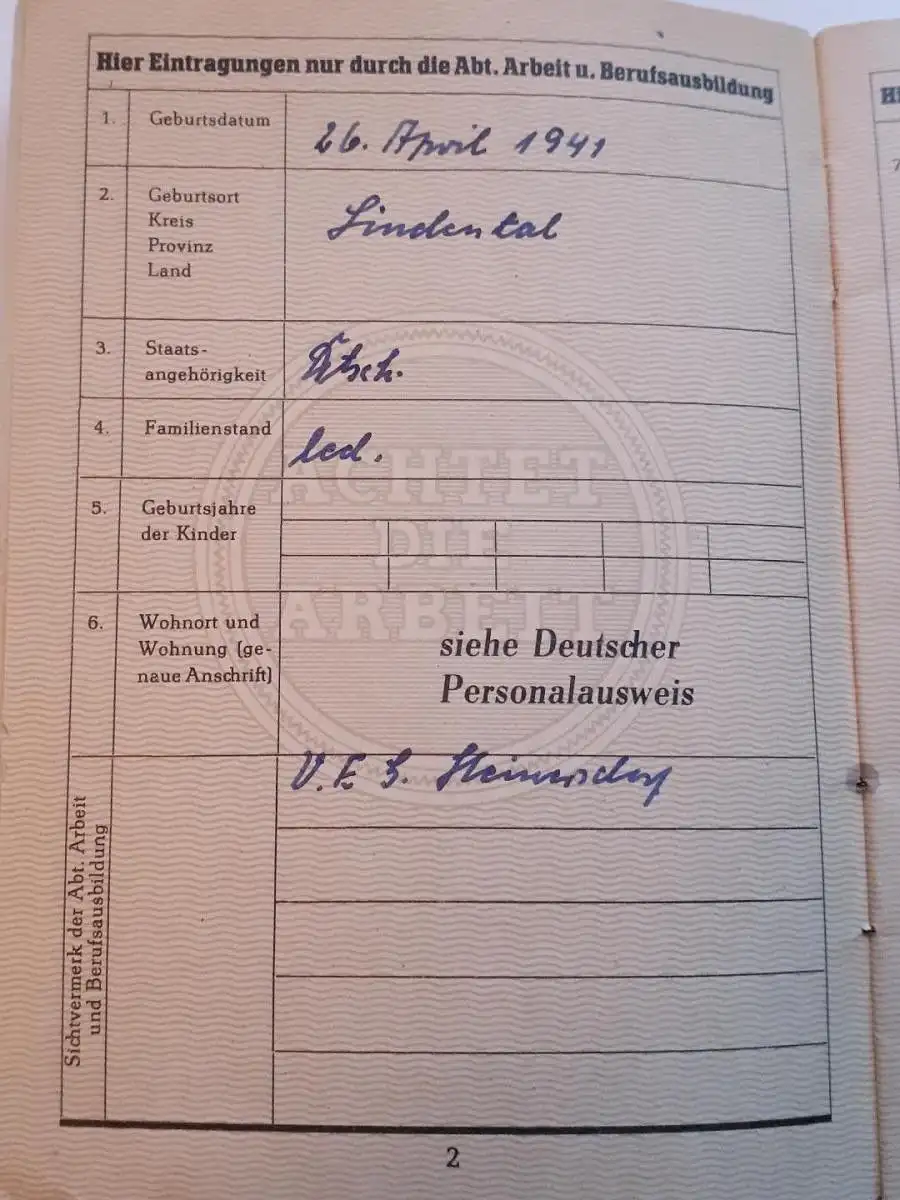 Hier Eintragungen nur durch die Abt. Arbeit u. Berufsausbildung
1. Geburtsdatum 26. April 1941
2. Geburtsort
Kreis
Provinz
Land
Lindental
3. Staats-
angehörigkeit
Dtsch.
4. Familienstand led.
5. Geburtsjahre
der Kinder
6. Wohnort und
Wohnung (ge-
naue Anschrift)
siehe Deutscher
Personalausweis
Sichtvermerk der Abt. Arbeit
und Berufsausbildung
V. E.
ACHTET
DIE
ARBEIT
2
Hi
7